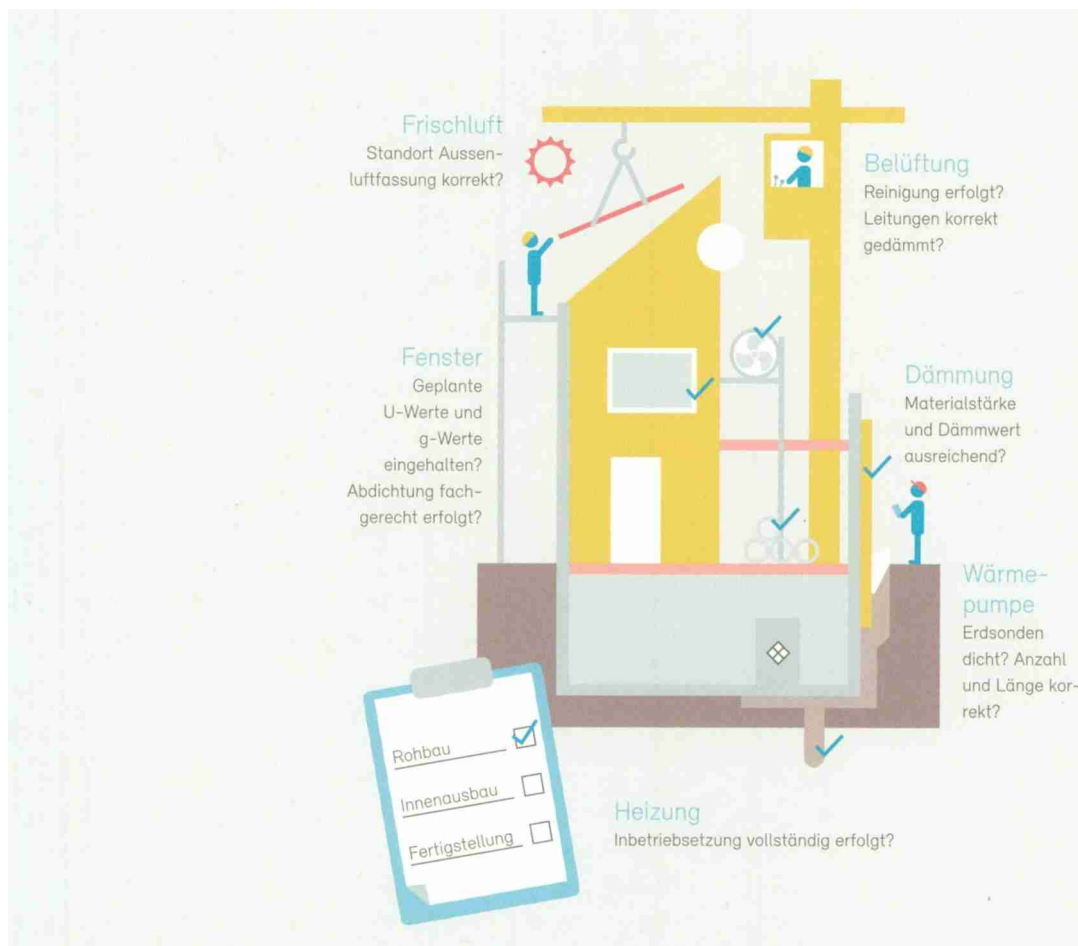 Frischluft
Standort Aussen-
luftfassung korrekt?
Belüftung
Reinigung erfolgt?
Leitungen korrekt
gedämmt?
Fenster
Geplante
U-Werte und
g-Werte
eingehalten?
Abdichtung fach-
gerecht erfolgt?
Dämmung
Materialstärke
und Dämmwert
ausreichend?
Wärme-
pumpe
Erdsonden
dicht? Anzahl
und Länge kor-
rekt?
Rohbau
Innenausbau
Fertigstellung
Heizung
Inbetriebsetzung vollständig erfolgt?